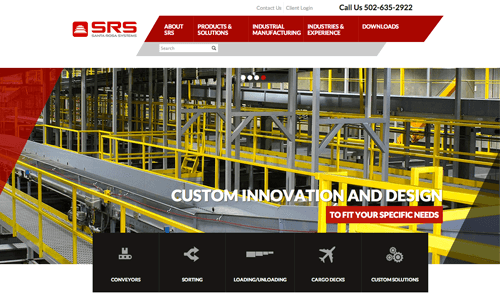 Contact Us Client Login Call Us 502-635-2922
SRS
SANTA ROSA SYSTEMS
ABOUT SRS
PRODUCTS & SOLUTIONS
INDUSTRIAL MANUFACTURING
INDUSTRIES & EXPERIENCE
DOWNLOADS
Search
CUSTOM INNOVATION AND DESIGN
TO FIT YOUR SPECIFIC NEEDS
CONVEYORS
SORTING
LOADING/UNLOADING
CARGO DECKS
CUSTOM SOLUTIONS